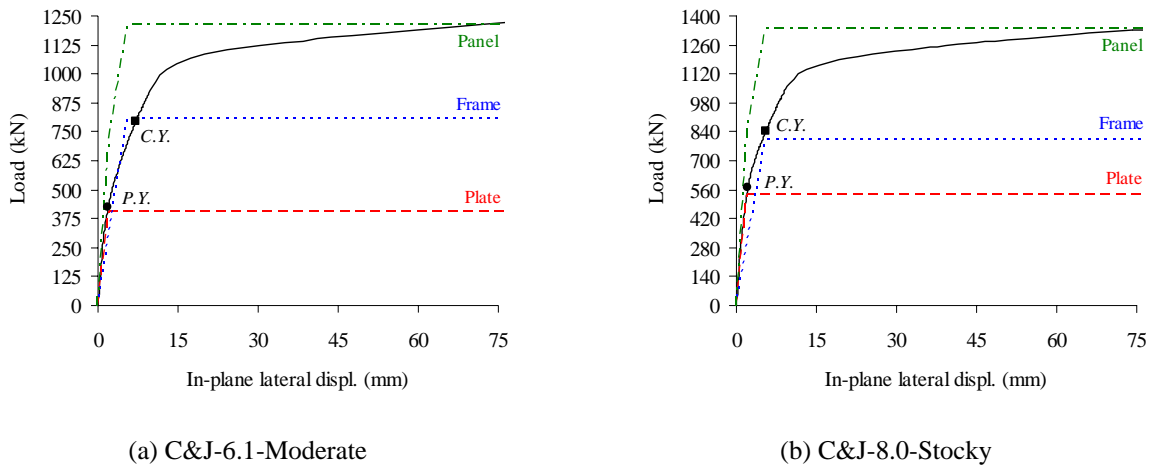 1250
1125
1000
875
750
625
500
375
250
125
0
Load (kN)
Panel
Frame
C.Y.
P.Y.
Plate
0 15 30 45 60 75
In-plane lateral displ. (mm)
(a) C&J-6.1-Moderate
1400
1260
1120
980
840
700
560
420
280
140
0
Load (kN)
Panel
Frame
C.Y.
P.Y.
Plate
0 15 30 45 60 75
In-plane lateral displ. (mm)
(b) C&J-8.0-Stocky